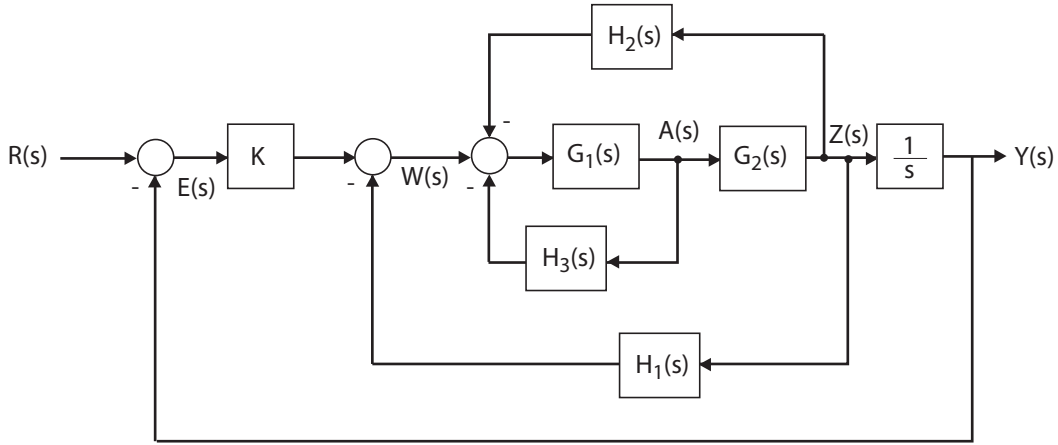 H₂(s)
-
R(s)
K
G₁(s)
A(s)
G₂(s)
Z(s)
1
s
Y(s)
-
E(s)
-
W(s)
-
H₃(s)
H₁(s)